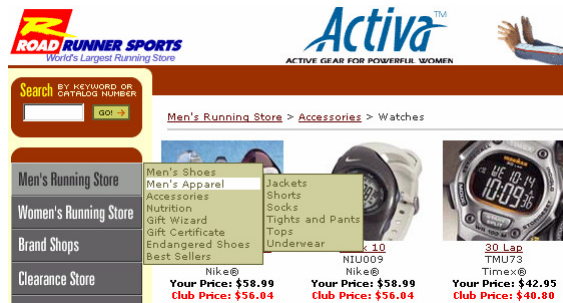 ROAD RUNNER SPORTS
World's Largest Running Store
Activa™
ACTIVE GEAR FOR POWERFUL WOMEN
Search BY KEYWORD OR
CATALOG NUMBER
GO!
Men's Running Store > Accessories > Watches
Men's Running Store
Women's Running Store
Brand Shops
Clearance Store
Men's Shoes
Men's Apparel
Accessories
Nutrition
Gift Wizard
Gift Certificate
Endangered Shoes
Best Sellers
Jackets
Shorts
Socks
Tights and Pants
Tops
Underwear
Nike®
Your Price: $58.99
Club Price: $56.04
10
NIU009
Nike®
Your Price: $58.99
Club Price: $56.04
30 Lap
TMU73
Timex®
Your Price: $42.95
Club Price: $40.80